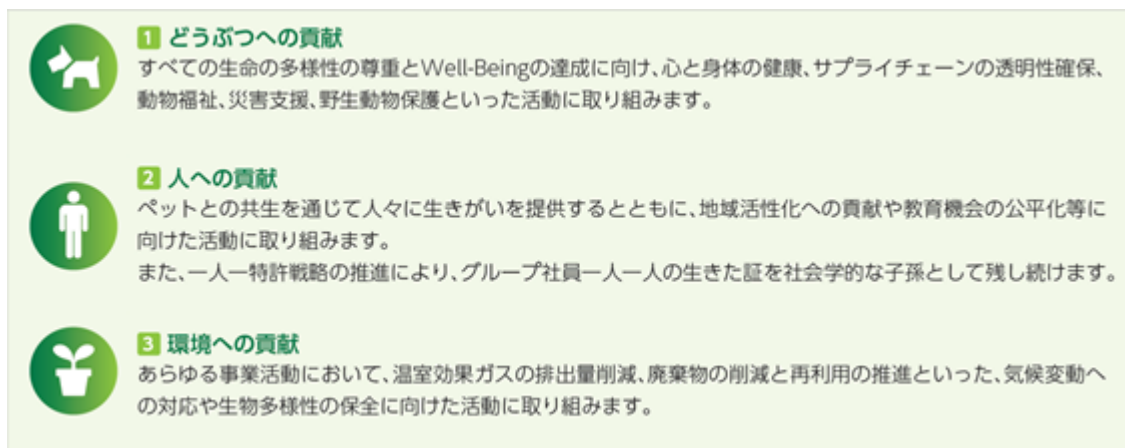 1 どうぶつへの貢献
すべての生命の多様性の尊重とWell-Beingの達成に向け、心と身体の健康、サプライチェーンの透明性確保、
動物福祉、災害支援、野生動物保護といった活動に取り組みます。
2 人への貢献
ペットとの共生を通じて人々に生きがいを提供するとともに、地域活性化への貢献や教育機会の公平化等に
向けた活動に取り組みます。
また、一人一特許戦略の推進により、グループ社員一人一人の生きた証を社会学的な子孫として残し続けます。
3 環境への貢献
あらゆる事業活動において、温室効果ガスの排出量削減、廃棄物の削減と再利用の推進といった、気候変動へ
の対応や生物多様性の保全に向けた活動に取り組みます。